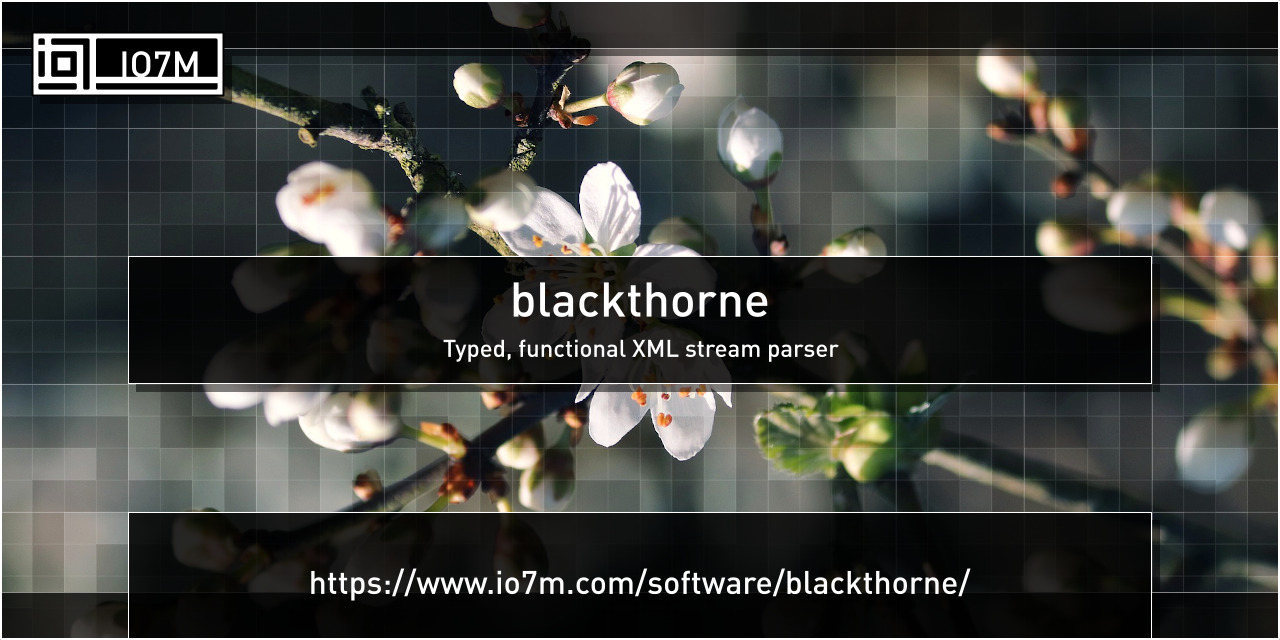 IO7M
blackthorne
Typed, functional XML stream parser
https://www.io7m.com/software/blackthorne/